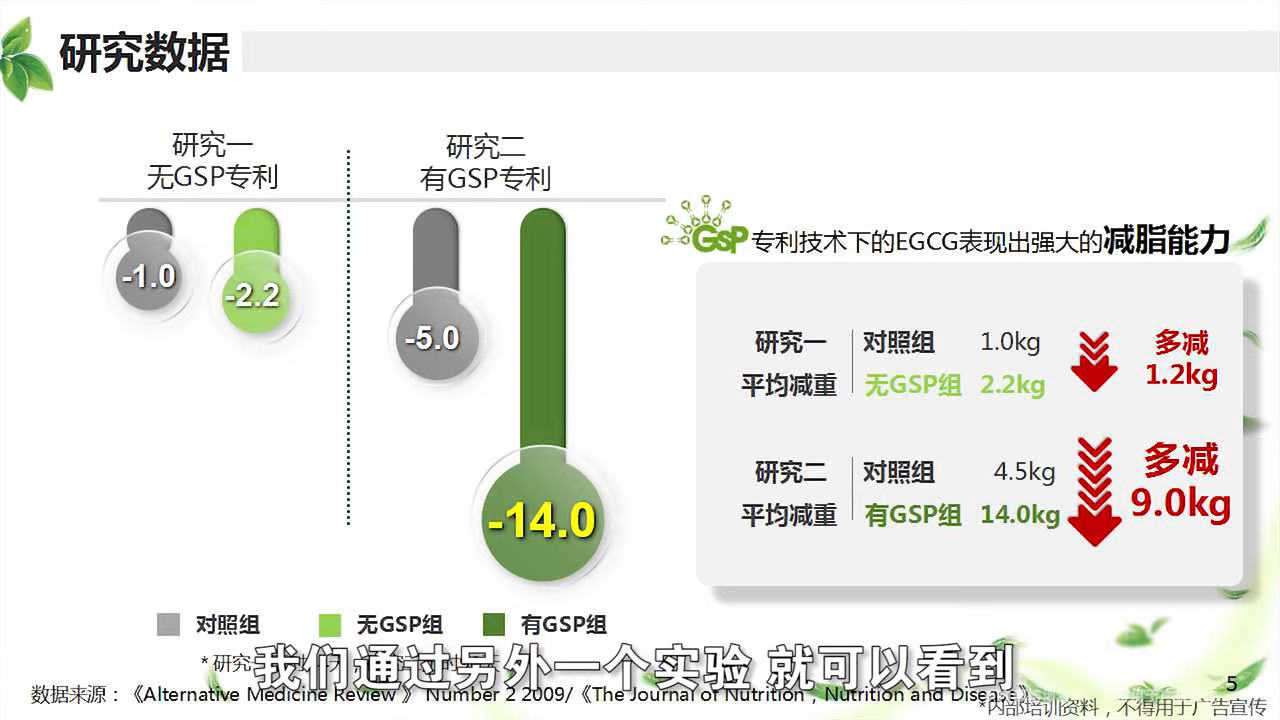 研究数据
研究一
无GSP专利
研究二
有GSP专利
-1.0
-2.2
-5.0
-14.0
GSP 专利技术下的EGCG表现出强大的减脂能力
研究一 对照组 1.0kg
平均减重 无GSP组 2.2kg
多减
1.2kg
研究二 对照组 4.5kg
平均减重 有GSP组 14.0kg
多减
9.0kg
对照组 无GSP组 有GSP组
*研究
我们通过另外一个实验 就可以看到
数据来源：《Alternative Medicine Review》 Number 2 2009/《The Journal of Nutrition，Nutrition and Disease》
5
*内部培训资料，不得用于广告宣传